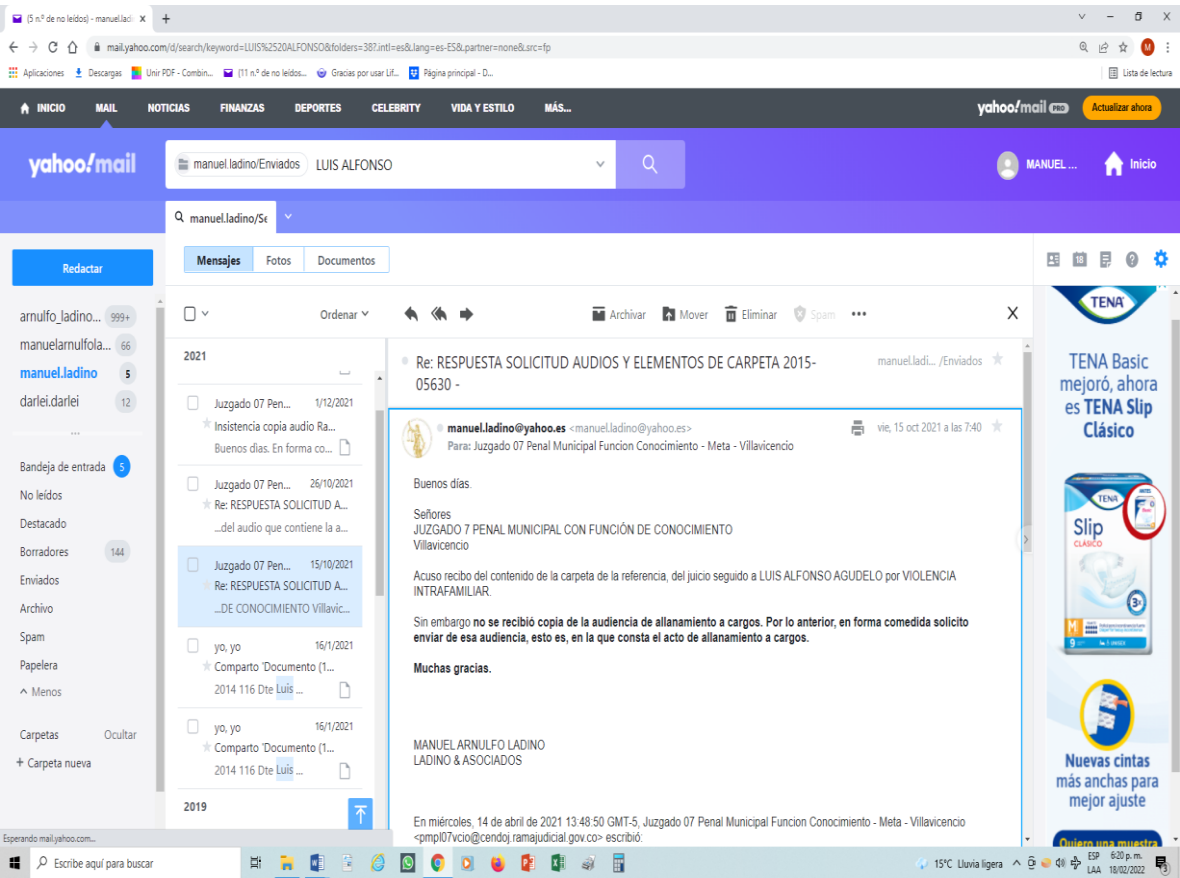 (5 n.º de no leídos) - manuel.ladi X +
mail.yahoo.com/d/search/keyword=LUIS%2520ALFONSO&folders=38?.intl=es&.lang=es-ES&.partner=none&.src=fp
M
Aplicaciones Descargas Unir PDF - Combin... (11 n.º de no leídos... Gracias por usar Lif... Página principal - D... Lista de lectura
INICIO MAIL NOTICIAS FINANZAS DEPORTES CELEBRITY VIDA Y ESTILO MÁS... yahoo!mail PRO Actualizar ahora
yahoo!mail manuel.ladino/Enviados LUIS ALFONSO MANUEL ... Inicio
manuel.ladino/Se
Redactar
arnulfo_ladino... 999+
manuelarnulfola... 66
manuel.ladino 5
darlei.darlei 12
...
Bandeja de entrada 5
No leídos
Destacado
Borradores 144
Enviados
Archivo
Spam
Papelera
Menos
Carpetas Ocultar
+ Carpeta nueva
Mensajes Fotos Documentos
18
Ordenar
2021
Juzgado 07 Pen... 1/12/2021
Insistencia copia audio Ra...
Buenos días. En forma co...
Juzgado 07 Pen... 26/10/2021
Re: RESPUESTA SOLICITUD A...
...del audio que contiene la a...
Juzgado 07 Pen... 15/10/2021
Re: RESPUESTA SOLICITUD A...
...DE CONOCIMIENTO Villavic...
yo, yo 16/1/2021
Comparto 'Documento (1...
2014 116 Dte Luis ...
yo, yo 16/1/2021
Comparto 'Documento (1...
2014 116 Dte Luis ...
2019
Archivar Mover Eliminar Spam ••• X
Re: RESPUESTA SOLICITUD AUDIOS Y ELEMENTOS DE CARPETA 2015-
05630 -
manuel.ladi... /Enviados
manuel.ladino@yahoo.es <manuel.ladino@yahoo.es>
vie, 15 oct 2021 a las 7:40
Para: Juzgado 07 Penal Municipal Funcion Conocimiento - Meta - Villavicencio
Buenos días.
Señores
JUZGADO 7 PENAL MUNICIPAL CON FUNCIÓN DE CONOCIMIENTO
Villavicencio
Acuso recibo del contenido de la carpeta de la referencia, del juicio seguido a LUIS ALFONSO AGUDELO por VIOLENCIA
INTRAFAMILIAR.
Sin embargo no se recibió copia de la audiencia de allanamiento a cargos. Por lo anterior, en forma comedida solicito
enviar de esa audiencia, esto es, en la que consta el acto de allanamiento a cargos.
Muchas gracias.
MANUEL ARNULFO LADINO
LADINO & ASOCIADOS
En miércoles, 14 de abril de 2021 13:48:50 GMT-5, Juzgado 07 Penal Municipal Funcion Conocimiento - Meta - Villavicencio
<pmpl07vcio@cendoj.ramajudicial.gov.co> escribió:
TENA
TENA Basic
mejoró, ahora
es TENA Slip
Clásico
TENA
Slip
CLÁSICO
3x
M
Nuevas cintas
más anchas para
mejor ajuste
Quiero una muestra
Esperando mail.yahoo.com...
Escribe aquí para buscar
15°C Lluvia ligera
ESP 6:20 p. m.
LAA 18/02/2022
3